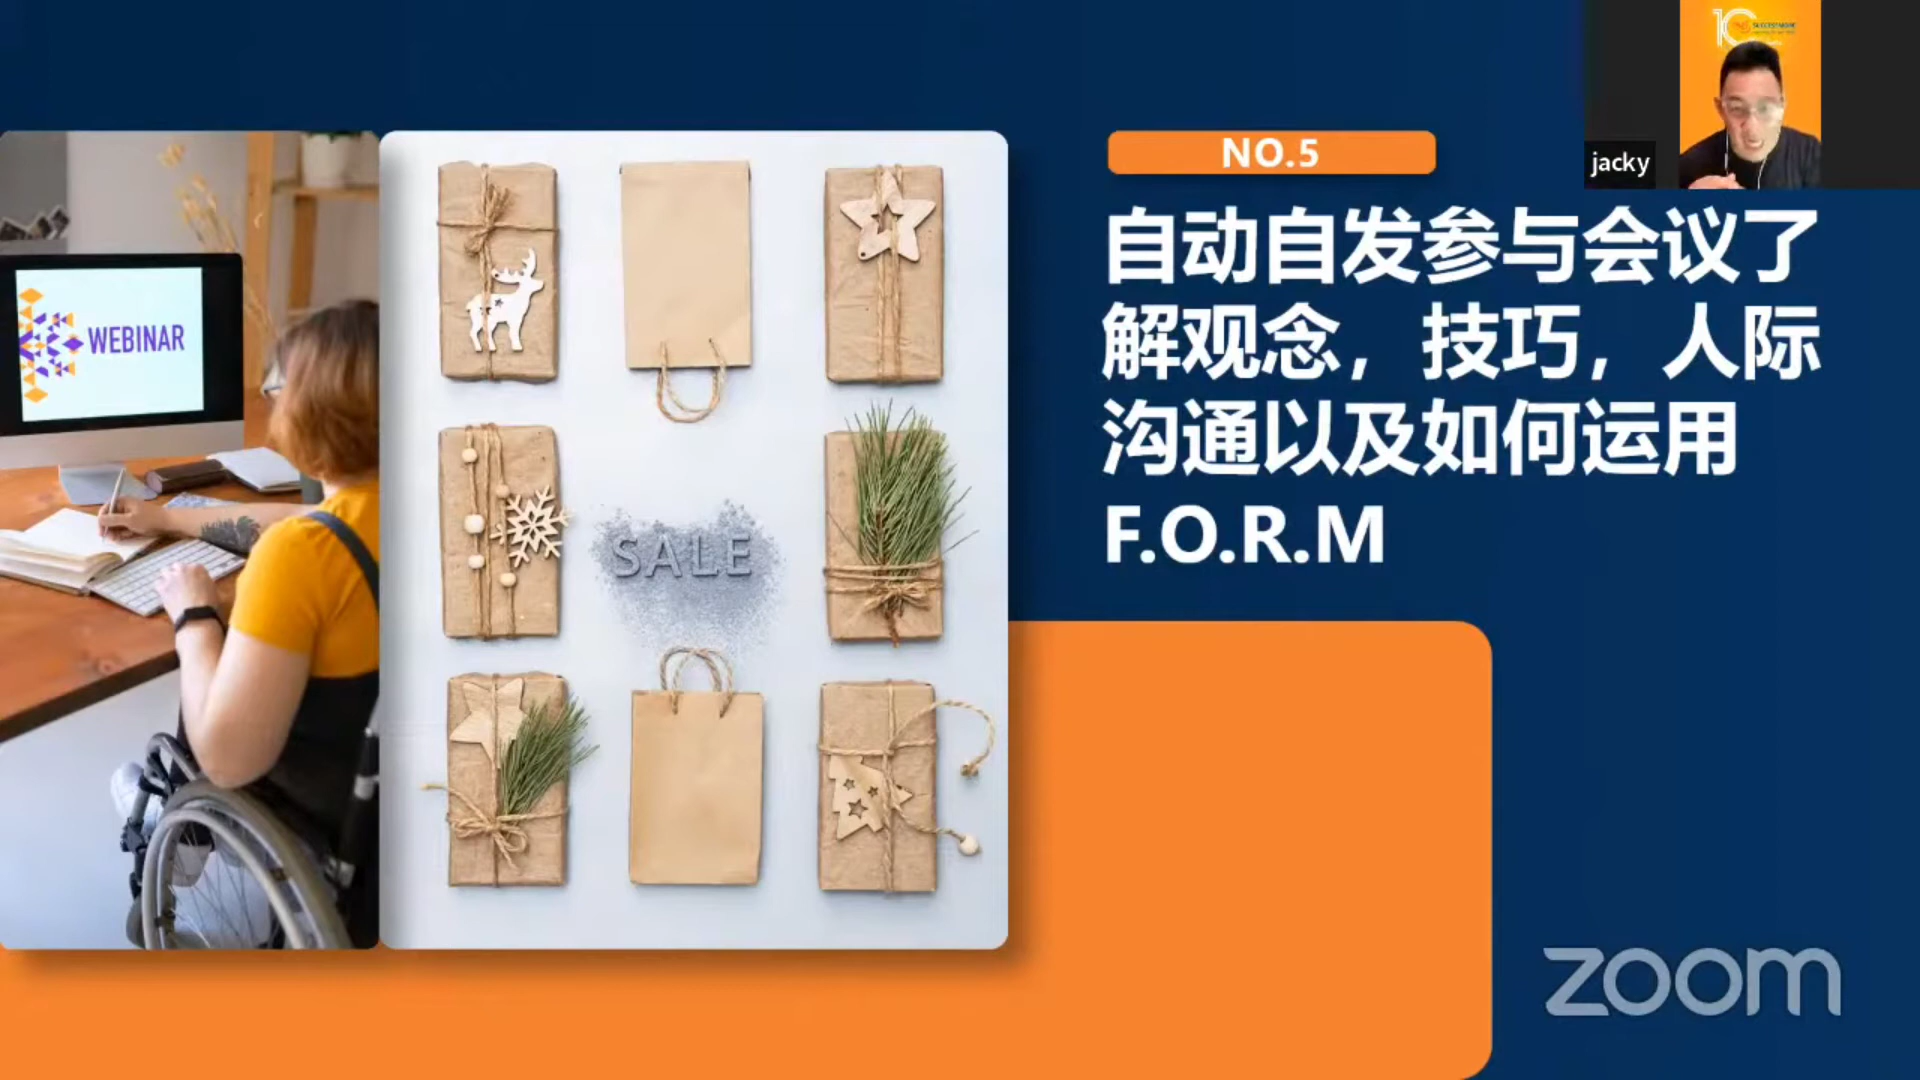 NO.5
jacky
自动自发参与会议了
解观念，技巧，人际
沟通以及如何运用
F.O.R.M
WEBINAR
SALE
zoom